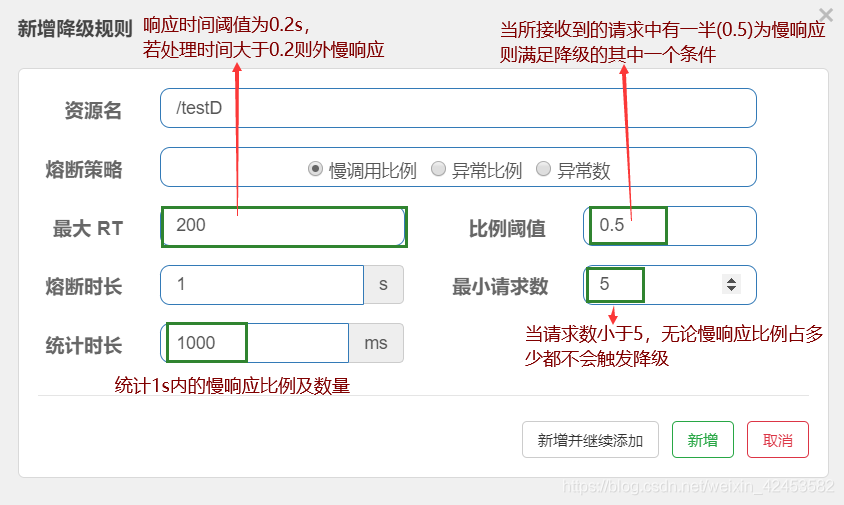 新增降级规则
响应时间阈值为0.2s，
若处理时间大于0.2则外慢响应
当所接收到的请求中有一半(0.5)为慢响应
则满足降级的其中一个条件
×
资源名 /testD
熔断策略 慢调用比例 异常比例 异常数
最大 RT 200 比例阈值 0.5
熔断时长 1 s 最小请求数 5
当请求数小于5，无论慢响应比例占多
少都不会触发降级
统计时长 1000 ms
统计1s内的慢响应比例及数量
新增并继续添加 新增 取消
https://blog.csdn.net/weixin_42453582